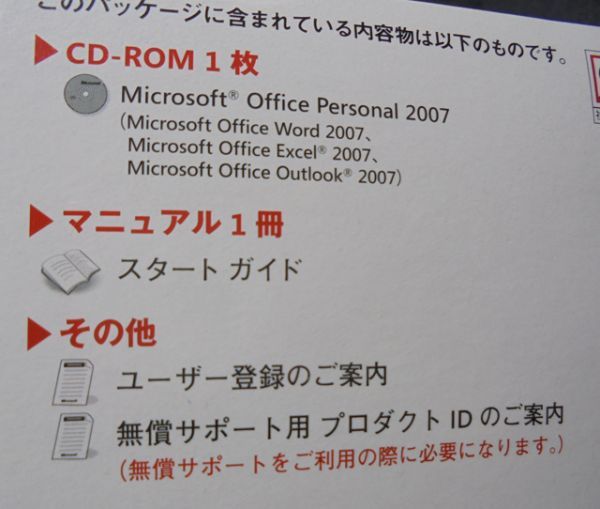 このパッケージに含まれている内容物は以下のものです。
CD-ROM 1 枚
Microsoft® Office Personal 2007
（Microsoft Office Word 2007、
Microsoft Office Excel® 2007、
Microsoft Office Outlook® 2007）
マニュアル 1 冊
スタート ガイド
その他
ユーザー登録のご案内
無償サポート用 プロダクト ID のご案内
（無償サポートをご利用の際に必要になります。）